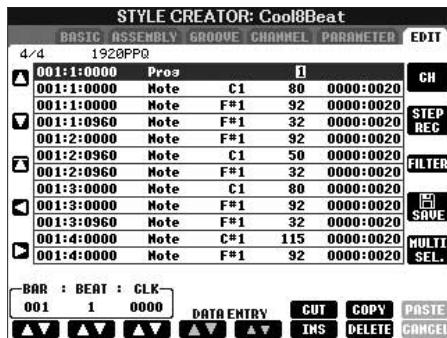 STYLE CREATOR: Cool8Beat
BASIC ASSEMBLY GROOVE CHANNEL PARAMETER EDIT
4/4 1920PPQ
001:1:0000 Prog 1
001:1:0000 Note C1 80 0000:0020
001:1:0000 Note F#1 92 0000:0020
001:1:0960 Note F#1 32 0000:0020
001:2:0000 Note F#1 92 0000:0020
001:2:0960 Note C1 50 0000:0020
001:2:0960 Note F#1 32 0000:0020
001:3:0000 Note C1 80 0000:0020
001:3:0000 Note F#1 92 0000:0020
001:3:0960 Note F#1 32 0000:0020
001:4:0000 Note C#1 115 0000:0020
001:4:0000 Note F#1 92 0000:0020
CH
STEP
REC
FILTER
SAVE
MULTI
SEL.
BAR : BEAT : CLK
001 1 0000
DATA ENTRY
CUT COPY PASTE
INS DELETE CANCEL